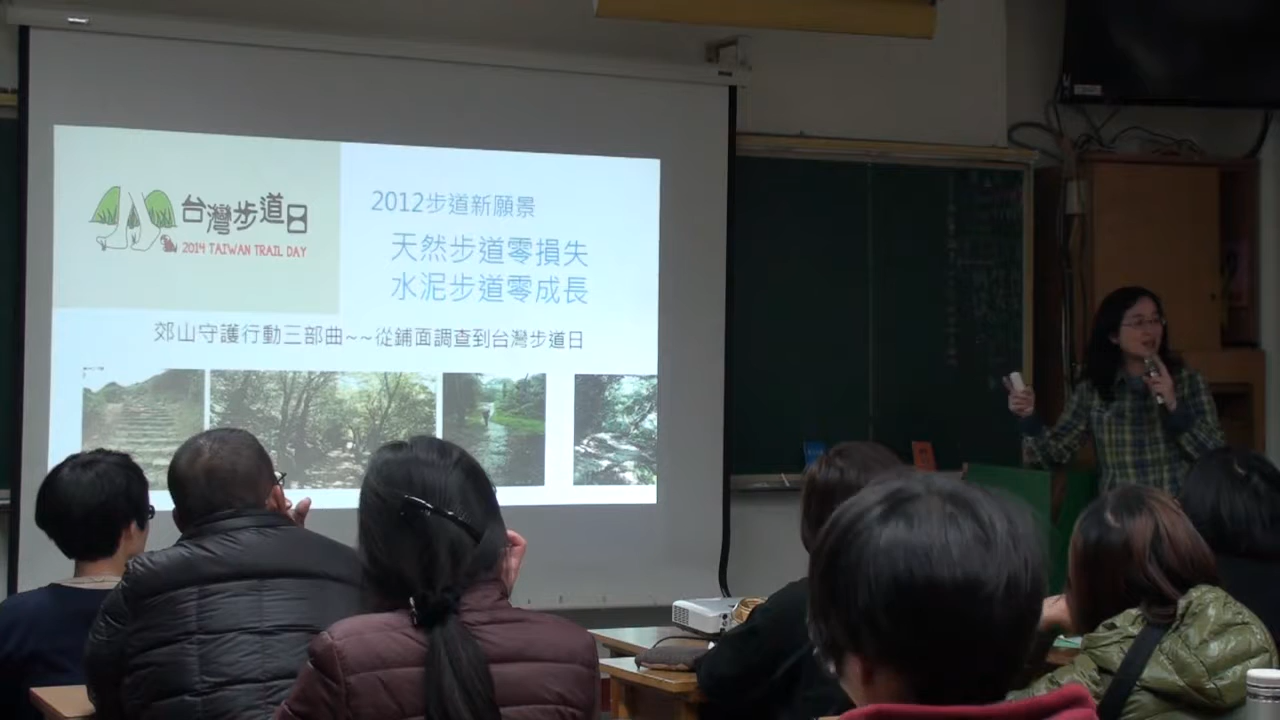 台灣步道日
2014 TAIWAN TRAIL DAY
2012步道新願景
天然步道零損失
水泥步道零成長
郊山守護行動三部曲~~從鋪面調查到台灣步道日